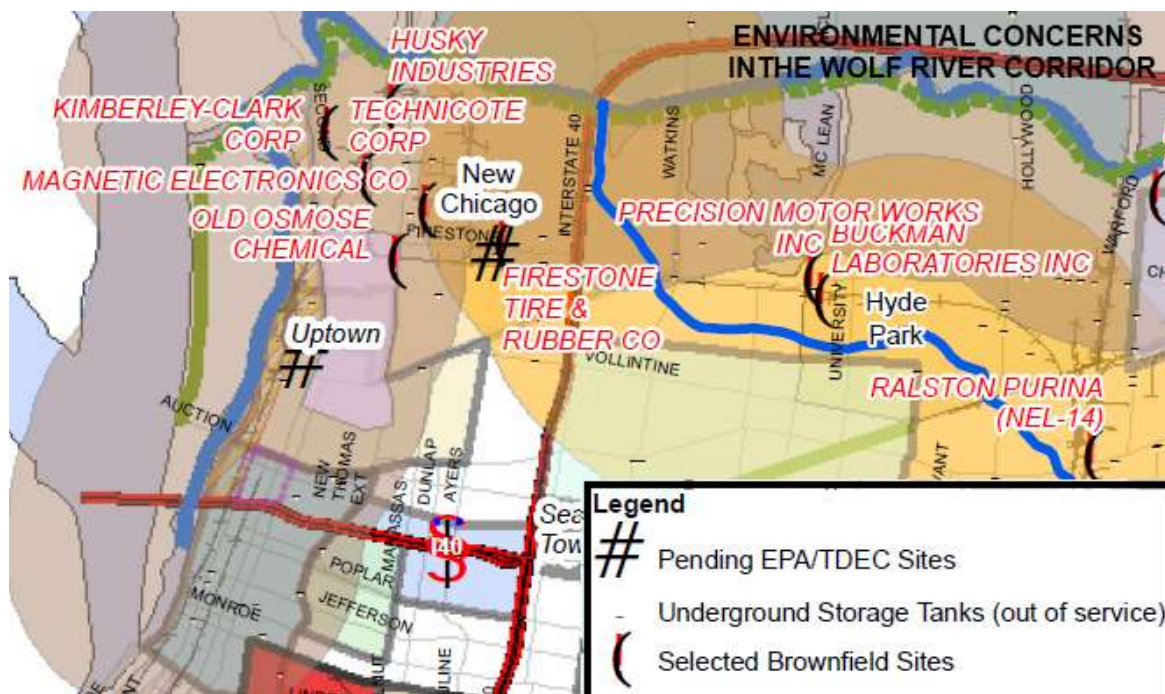 ENVIRONMENTAL CONCERNS
IN THE WOLF RIVER CORRIDOR
HUSKY
INDUSTRIES
KIMBERLEY-CLARK
CORP
TECHNICOTE
CORP
MAGNETIC ELECTRONICS CO
OLD OSMOSE
CHEMICAL
New
Chicago
FIRESTONE
FIRESTONE
TIRE &
RUBBER CO
INTERSTATE 40
WATKINS
MC LEAN
HOLLYWOOD
WARFORD
PRECISION MOTOR WORKS
INC
BUCKMAN
LABORATORIES INC
UNIVERSITY
Hyde
Park
Uptown
#
#
VOLLINTINE
RALSTON PURINA
(NEL-14)
AUCTION
NEW
THOMAS
EXT
MANASSAS
DUNLAP
AYERS
I40
POPLAR
JEFFERSON
MONROE
Legend
# Pending EPA/TDEC Sites
- Underground Storage Tanks (out of service)
( Selected Brownfield Sites